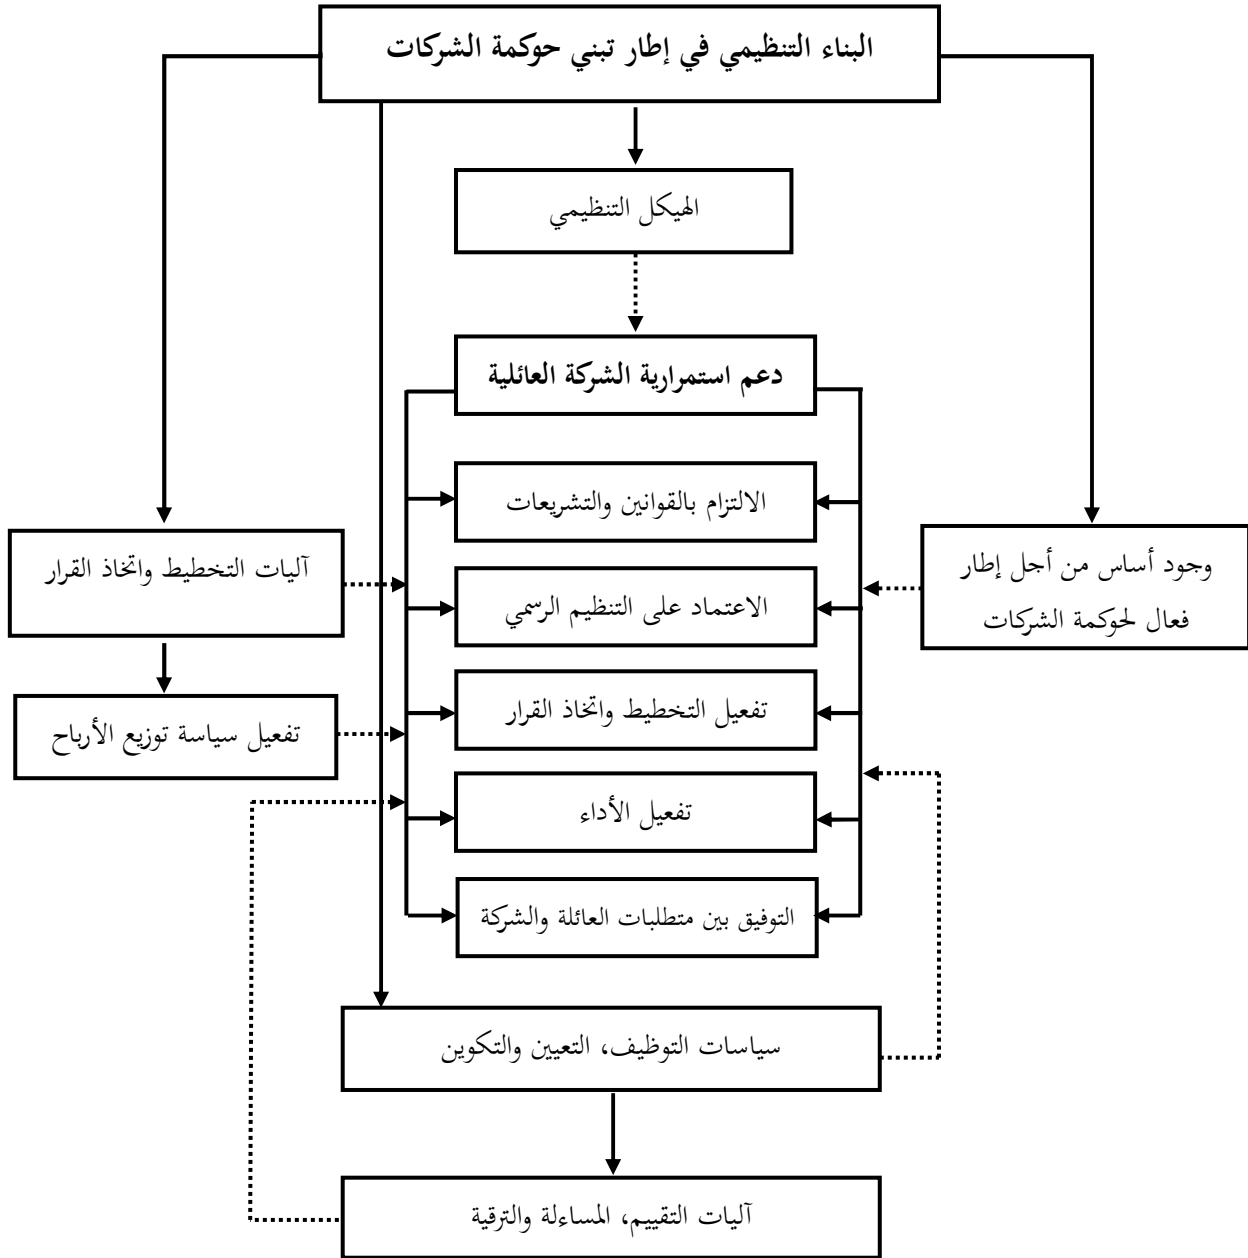 البناء التنظيمي في إطار تبني حوكمة الشركات
الهيكل التنظيمي
دعم استمرارية الشركة العائلية
الالتزام بالقوانين والتشريعات
وجود أساس من أجل إطار
فعال لحوكمة الشركات
آليات التخطيط واتخاذ القرار
الاعتماد على التنظيم الرسمي
تفعيل التخطيط واتخاذ القرار
تفعيل سياسة توزيع الأرباح
تفعيل الأداء
التوفيق بين متطلبات العائلة والشركة
سياسات التوظيف، التعيين والتكوين
آليات التقييم، المساءلة والترقية